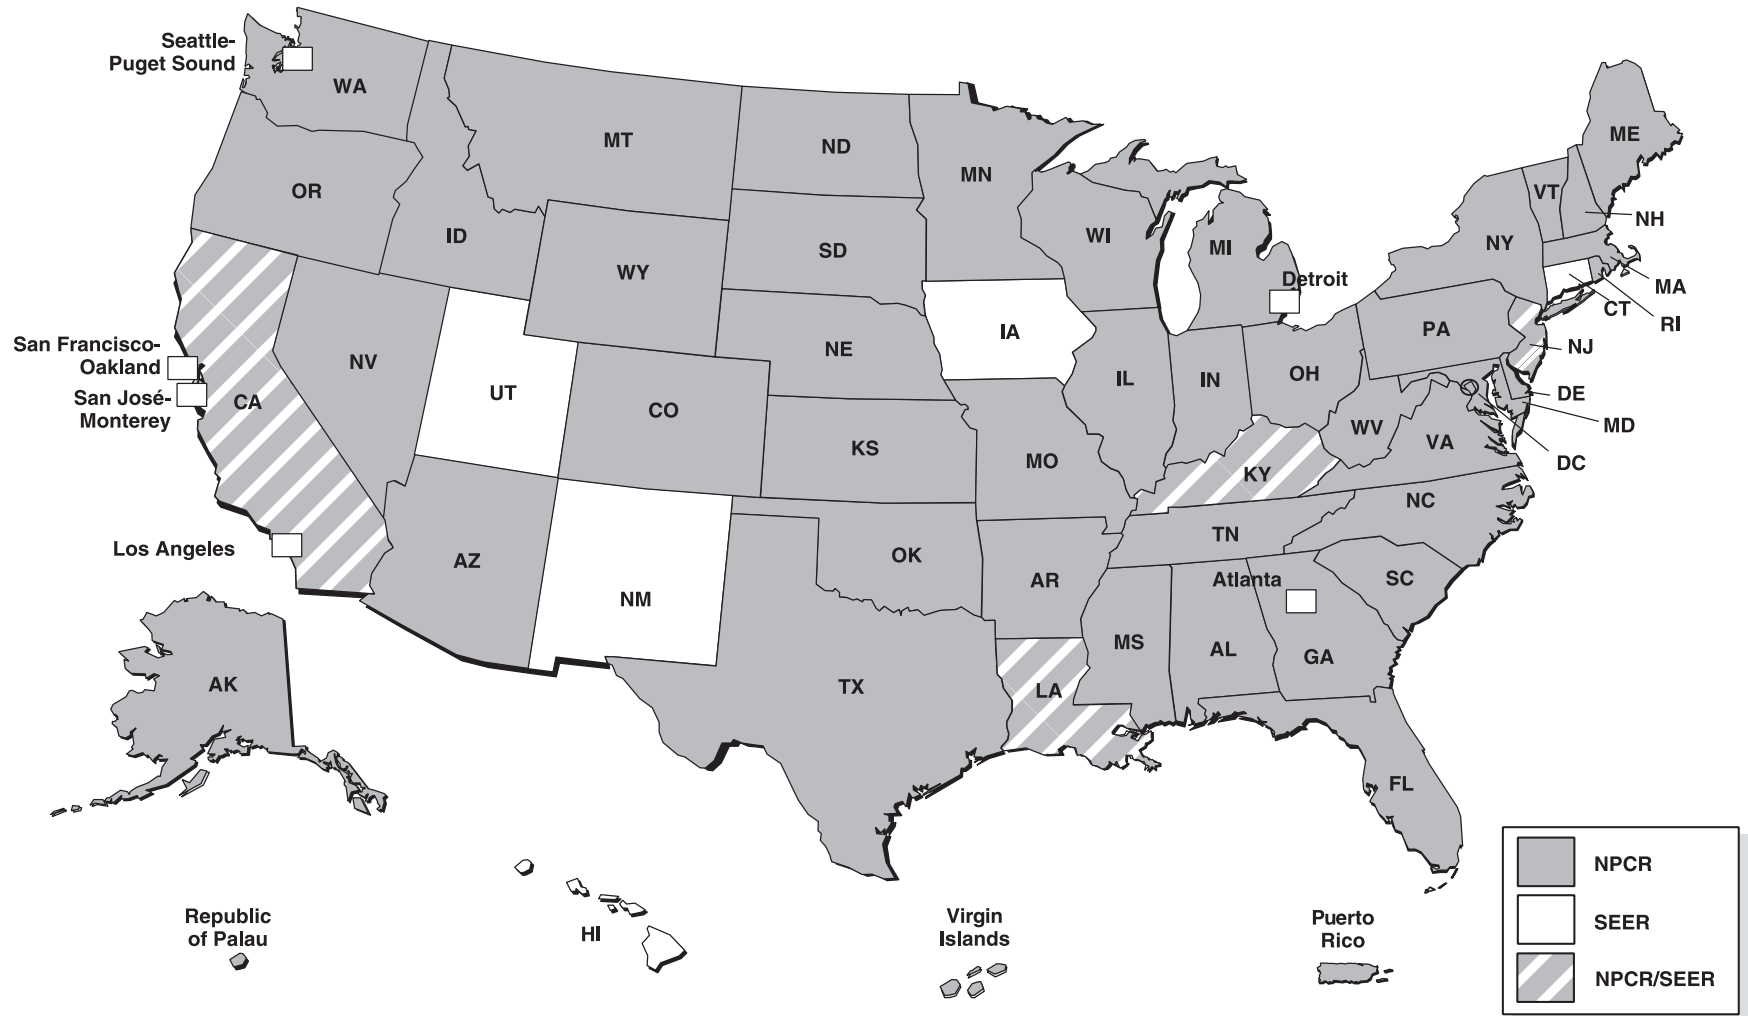 Seattle-
Puget Sound
WA
MT
ND
MN
ME
OR
ID
WY
SD
WI
MI
NY
VT
NH
MA
CT
RI
Detroit
San Francisco-
Oakland
San José-
Monterey
CA
NV
UT
CO
NE
IA
IL
IN
OH
PA
NJ
DE
MD
DC
KS
MO
KY
WV
VA
Los Angeles
AZ
NM
OK
AR
TN
NC
SC
Atlanta
MS
AL
GA
TX
LA
FL
AK
HI
Republic
of Palau
Virgin
Islands
Puerto
Rico
NPCR
SEER
NPCR/SEER